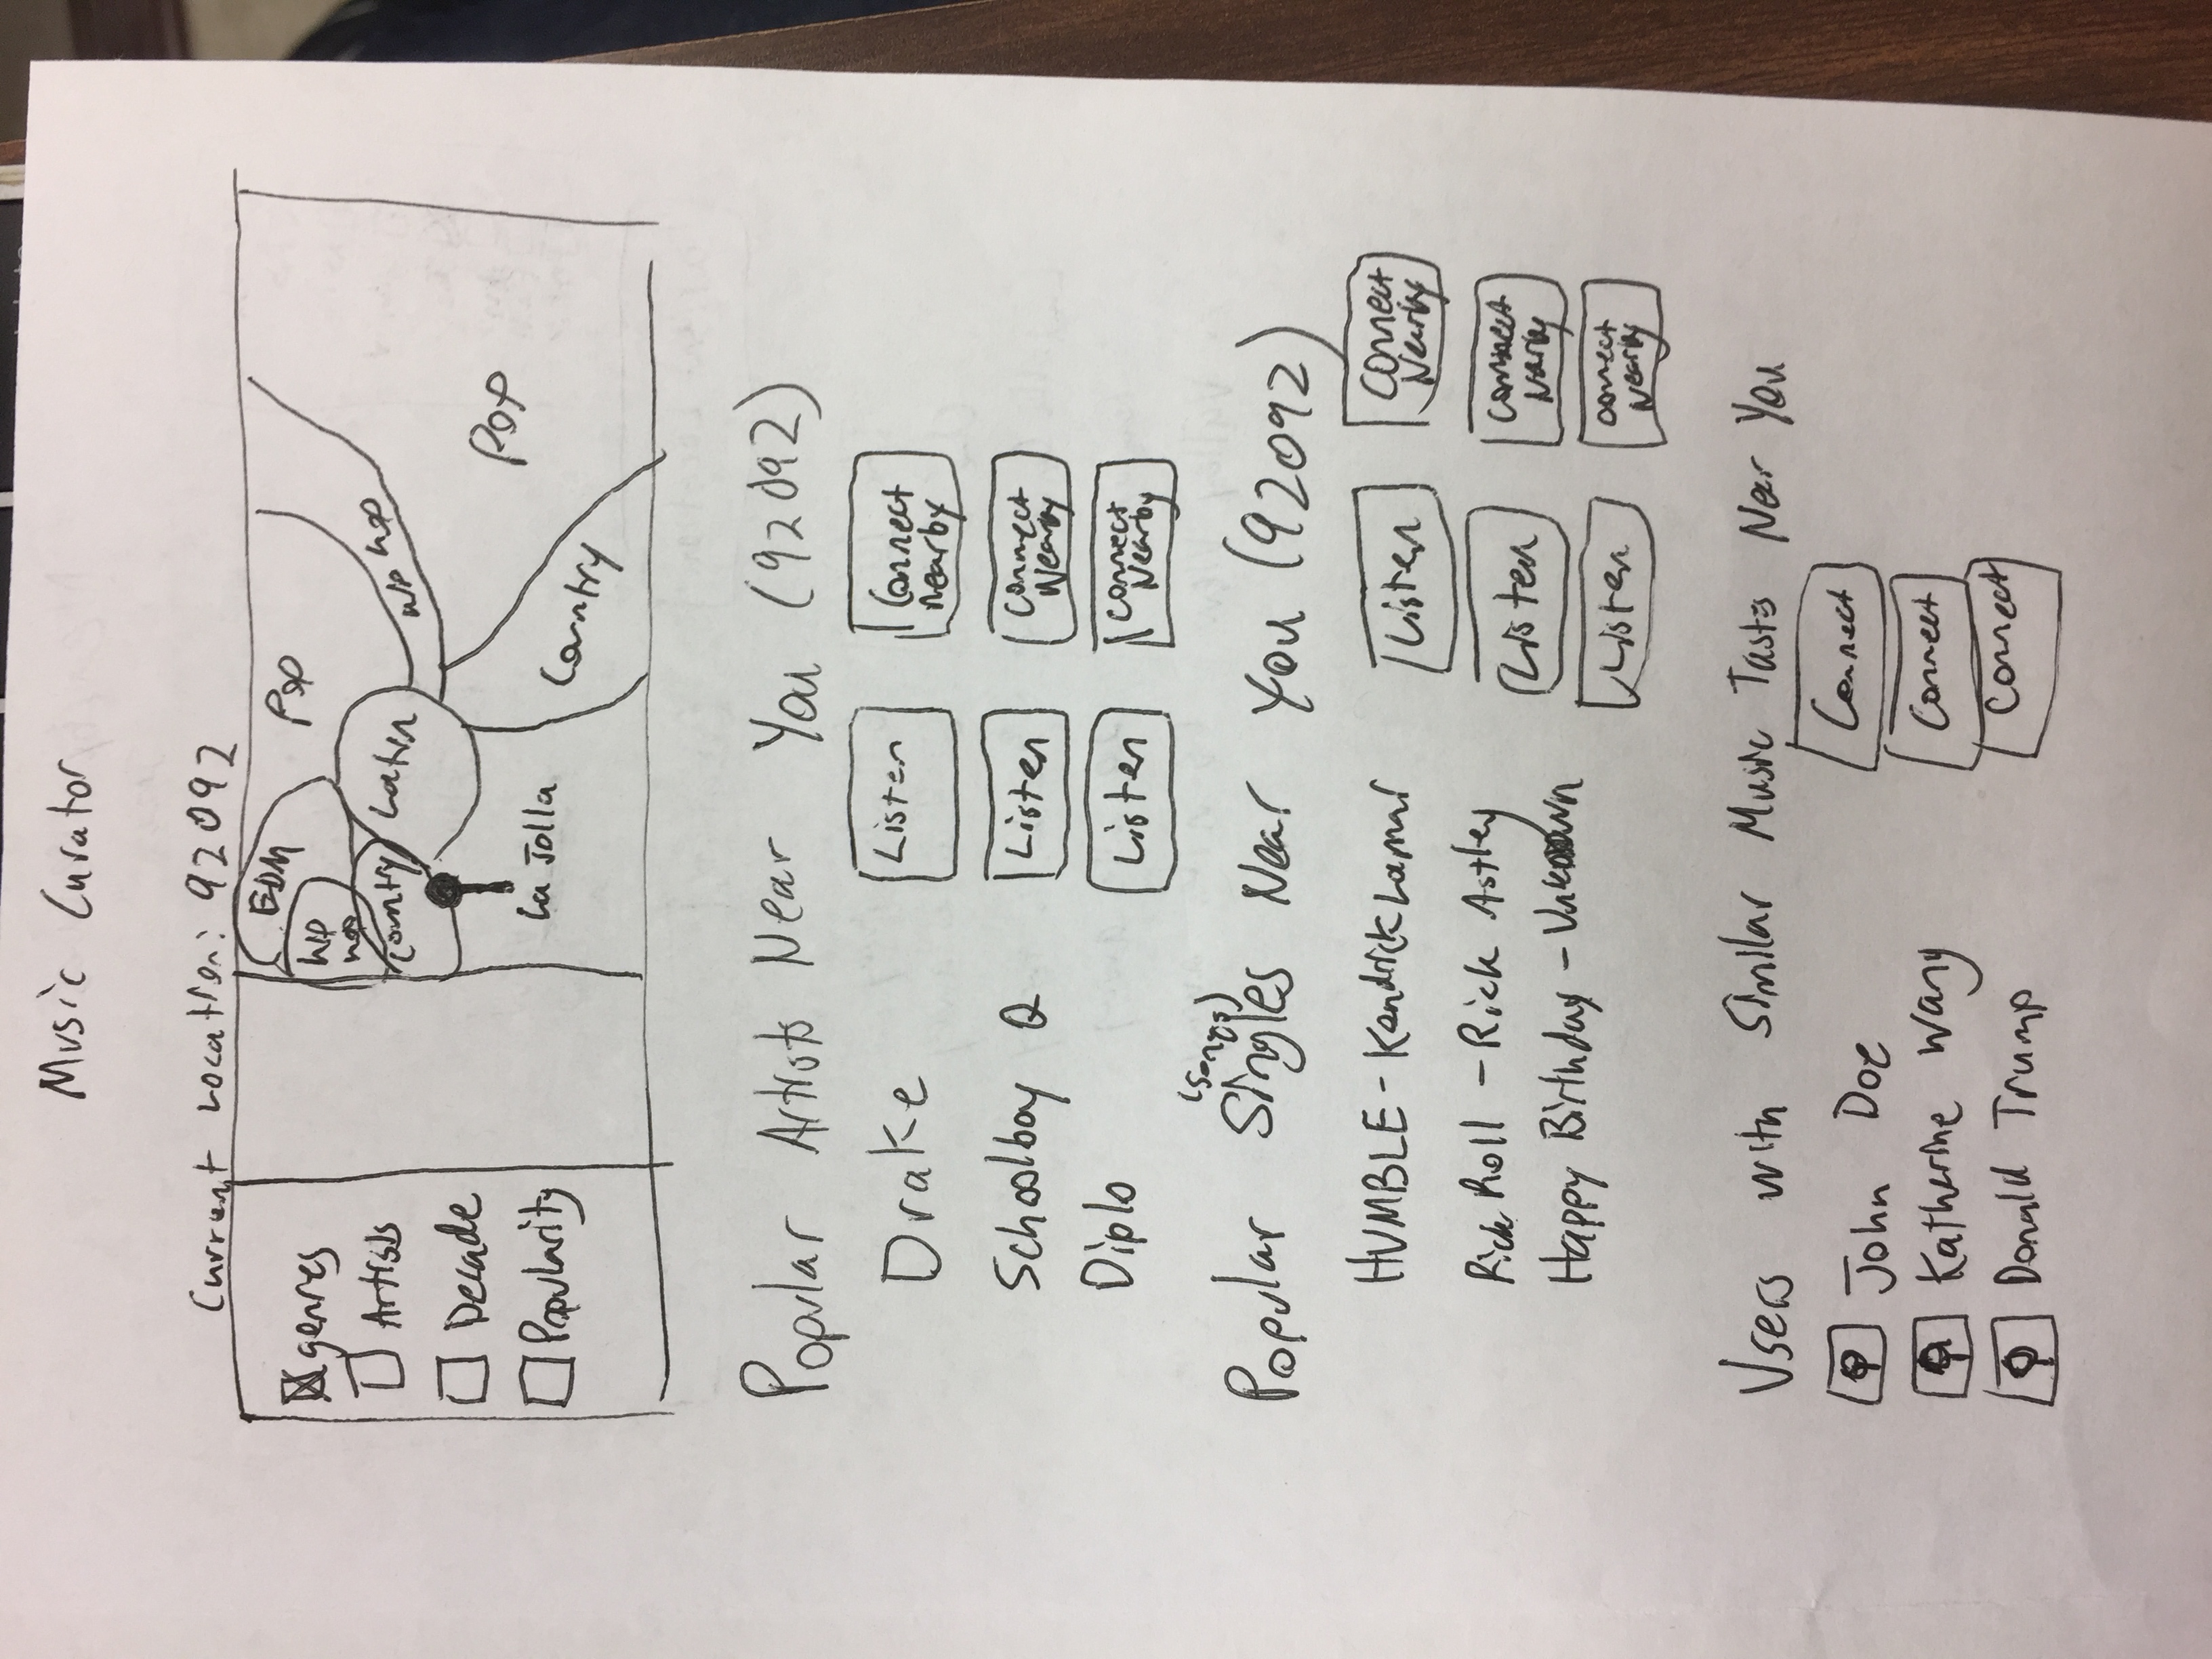 Music Curator
Current Location: 92092
genres
Artists
Decade
Popularity
EDM
Pop
Hip
Hop
Country
Latin
Hip Hop
La Jolla
Country
Pop
Popular Artists Near You (92092)
Drake Listen Connect Nearby
Schoolboy Q Listen Connect Nearby
Diplo Listen Connect Nearby
(songs)
Popular Singles Near You (92092)
HUMBLE - Kendrick Lamar Listen Connect Nearby
Rick Roll - Rick Astley Listen Connect Nearby
Happy Birthday - Unknown Listen Connect Nearby
Users with Similar Music Tastes Near You
John Doe Connect
Katherine Wang Connect
Donald Trump Connect